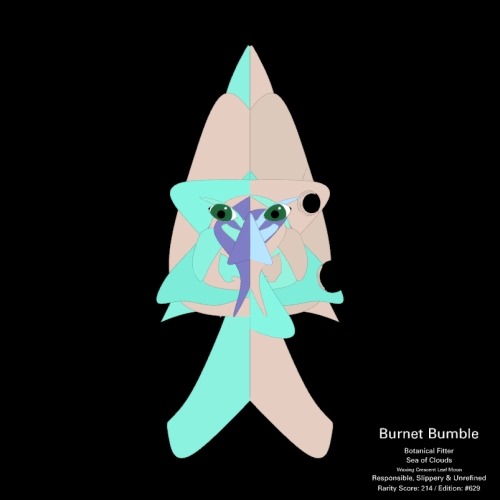 Burnet Bumble
Botanical Fitter
Sea of Clouds
Waxing Crescent Leaf Moon
Responsible, Slippery & Unrefined
Rarity Score: 214 / Edition: #629